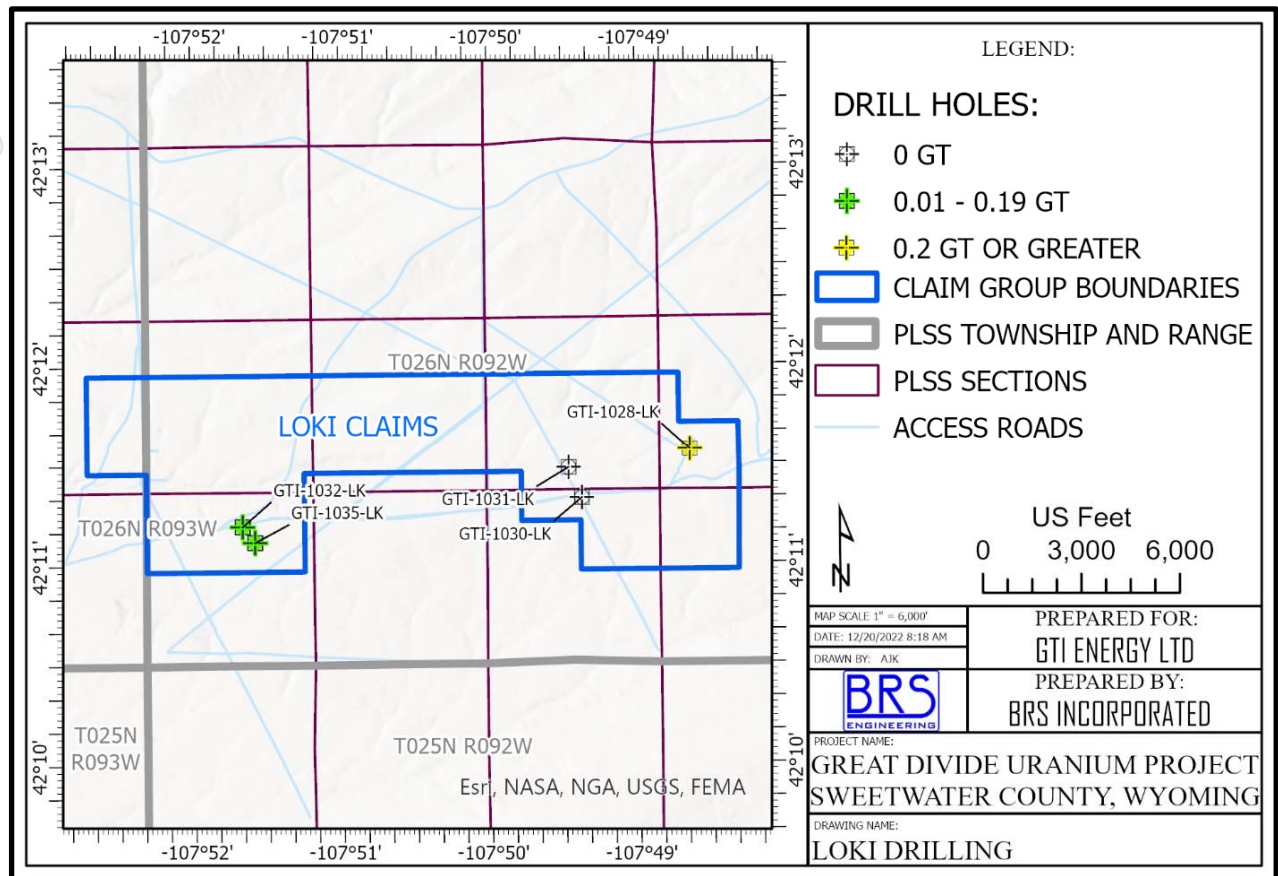 -107°52' -107°51' -107°50' -107°49'
42°13' 42°13'
42°12' 42°12'
T026N R092W
GTI-1028-LK
LOKI CLAIMS
GTI-1032-LK
GTI-1031-LK
GTI-1035-LK
T026N R093W
GTI-1030-LK
42°11' 42°11'
T025N
R093W
T025N R092W
42°10' 42°10'
Esri, NASA, NGA, USGS, FEMA
-107°52' -107°51' -107°50' -107°49'
LEGEND:
DRILL HOLES:
0 GT
0.01 - 0.19 GT
0.2 GT OR GREATER
CLAIM GROUP BOUNDARIES
PLSS TOWNSHIP AND RANGE
PLSS SECTIONS
ACCESS ROADS
N
US Feet
0 3,000 6,000
MAP SCALE 1" = 6,000'
DATE: 12/20/2022 8:18 AM
DRAWN BY: AJK
PREPARED FOR:
GTI ENERGY LTD
BRS
ENGINEERING
PREPARED BY:
BRS INCORPORATED
PROJECT NAME:
GREAT DIVIDE URANIUM PROJECT
SWEETWATER COUNTY, WYOMING
DRAWING NAME:
LOKI DRILLING